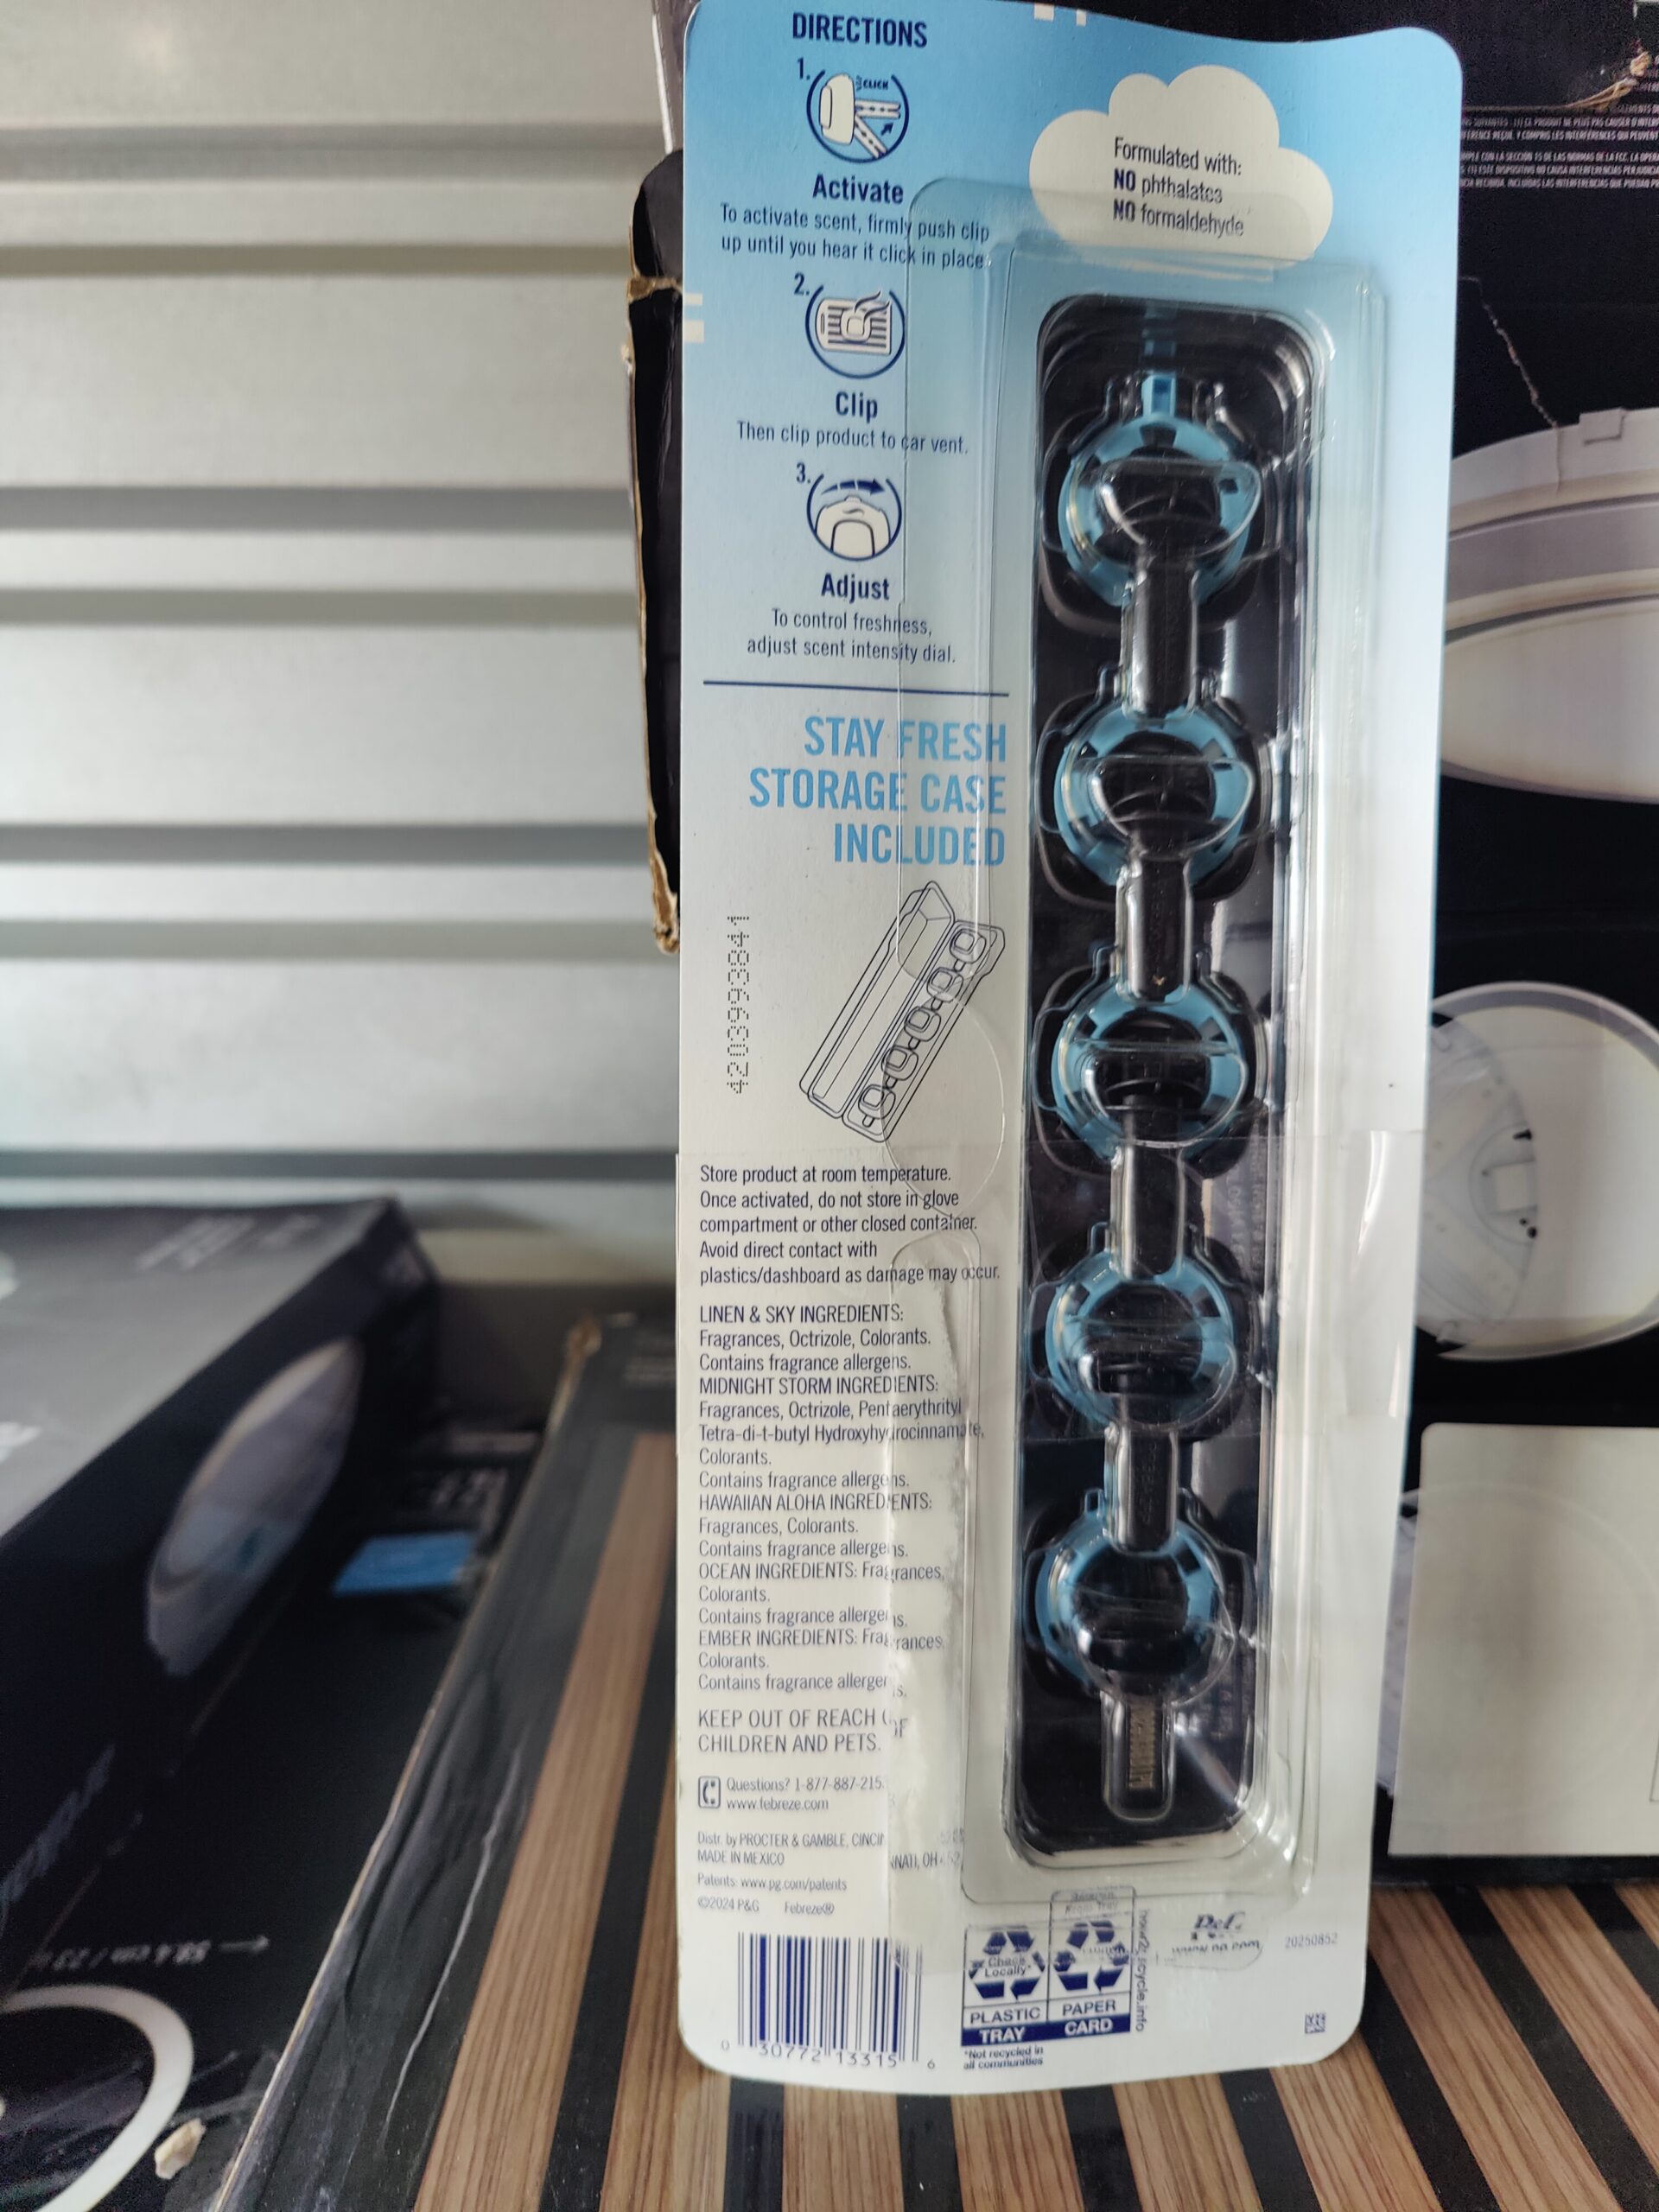 DIRECTIONS
1.
CLICK
Activate
To activate scent, firmly push clip
up until you hear it click in place.
2.
Clip
Then clip product to car vent.
3.
Adjust
To control freshness,
adjust scent intensity dial.
Formulated with:
NO phthalates
NO formaldehyde
STAY FRESH
STORAGE CASE
INCLUDED
4203993841
Store product at room temperature.
Once activated, do not store in glove
compartment or other closed container.
Avoid direct contact with
plastics/dashboard as damage may occur.
LINEN & SKY INGREDIENTS:
Fragrances, Octrizole, Colorants.
Contains fragrance allergens.
MIDNIGHT STORM INGREDIENTS:
Fragrances, Octrizole, Pentaerythrityl
Tetra-di-t-butyl Hydroxyhydrocinnamate,
Colorants.
Contains fragrance allergens.
HAWAIIAN ALOHA INGREDIENTS:
Fragrances, Colorants.
Contains fragrance allergens.
OCEAN INGREDIENTS: Fragrances,
Colorants.
Contains fragrance allergens.
EMBER INGREDIENTS: Fragrances,
Colorants.
Contains fragrance allergens.
KEEP OUT OF REACH OF
CHILDREN AND PETS.
Questions? 1-877-887-215
www.febreze.com
Distr. by PROCTER & GAMBLE, CINCINNATI, OH
MADE IN MEXICO
Patents: www.pg.com/patents
©2024 P&G Febreze®
0 30772 13315 6
Check
Locally*
PLASTIC
TRAY
PAPER
CARD
*Not recycled in
all communities
how2recycle.info
www.pg.com
20250852